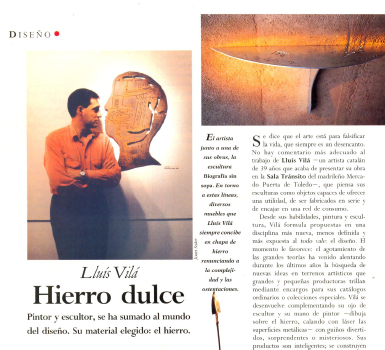 DISEÑO
Lluís Vilá
Hierro dulce
Pintor y escultor, se ha sumado al mundo
del diseño. Su material elegido: el hierro.
El artista
junto a una de
sus obras, la
escultura
Biografía sin
sopa. En torno
a estas líneas,
diversos
muebles que
Lluís Vilá
siempre concibe
en chapa de
hierro
renunciando a
la compleji-
dad y las
ostentaciones.
Se dice que el arte está para falsificar
la vida, que siempre es un desencanto.
No hay comentario más adecuado al
trabajo de Lluís Vilá —un artista catalán
de 39 años que acaba de presentar su obra
en la Sala Tránsito del madrileño Merca-
do Puerta de Toledo—, que piensa sus
esculturas como objetos capaces de ofrecer
una utilidad, de ser fabricados en serie y
de encajar en una red de consumo.
Desde sus habilidades, pintura y escul-
tura, Vilá formula propuestas en una
disciplina más nueva, menos definida y
más expuesta al todo vale: el diseño. El
momento le favorece: el agotamiento de
las grandes teorías ha venido alentando
durante los últimos años la búsqueda de
nuevas ideas en terrenos artísticos que
grandes y pequeñas productoras trillan
mediante encargos para sus catálogos
ordinarios o colecciones especiales. Vilá se
desenvuelve complementando su ojo de
escultor y su mano de pintor —dibuja
sobre el hierro, calando con láser las
superficies metálicas— con guiños diverti-
dos, sorprendentes o misteriosos. Sus
productos son inteligentes; se construyen